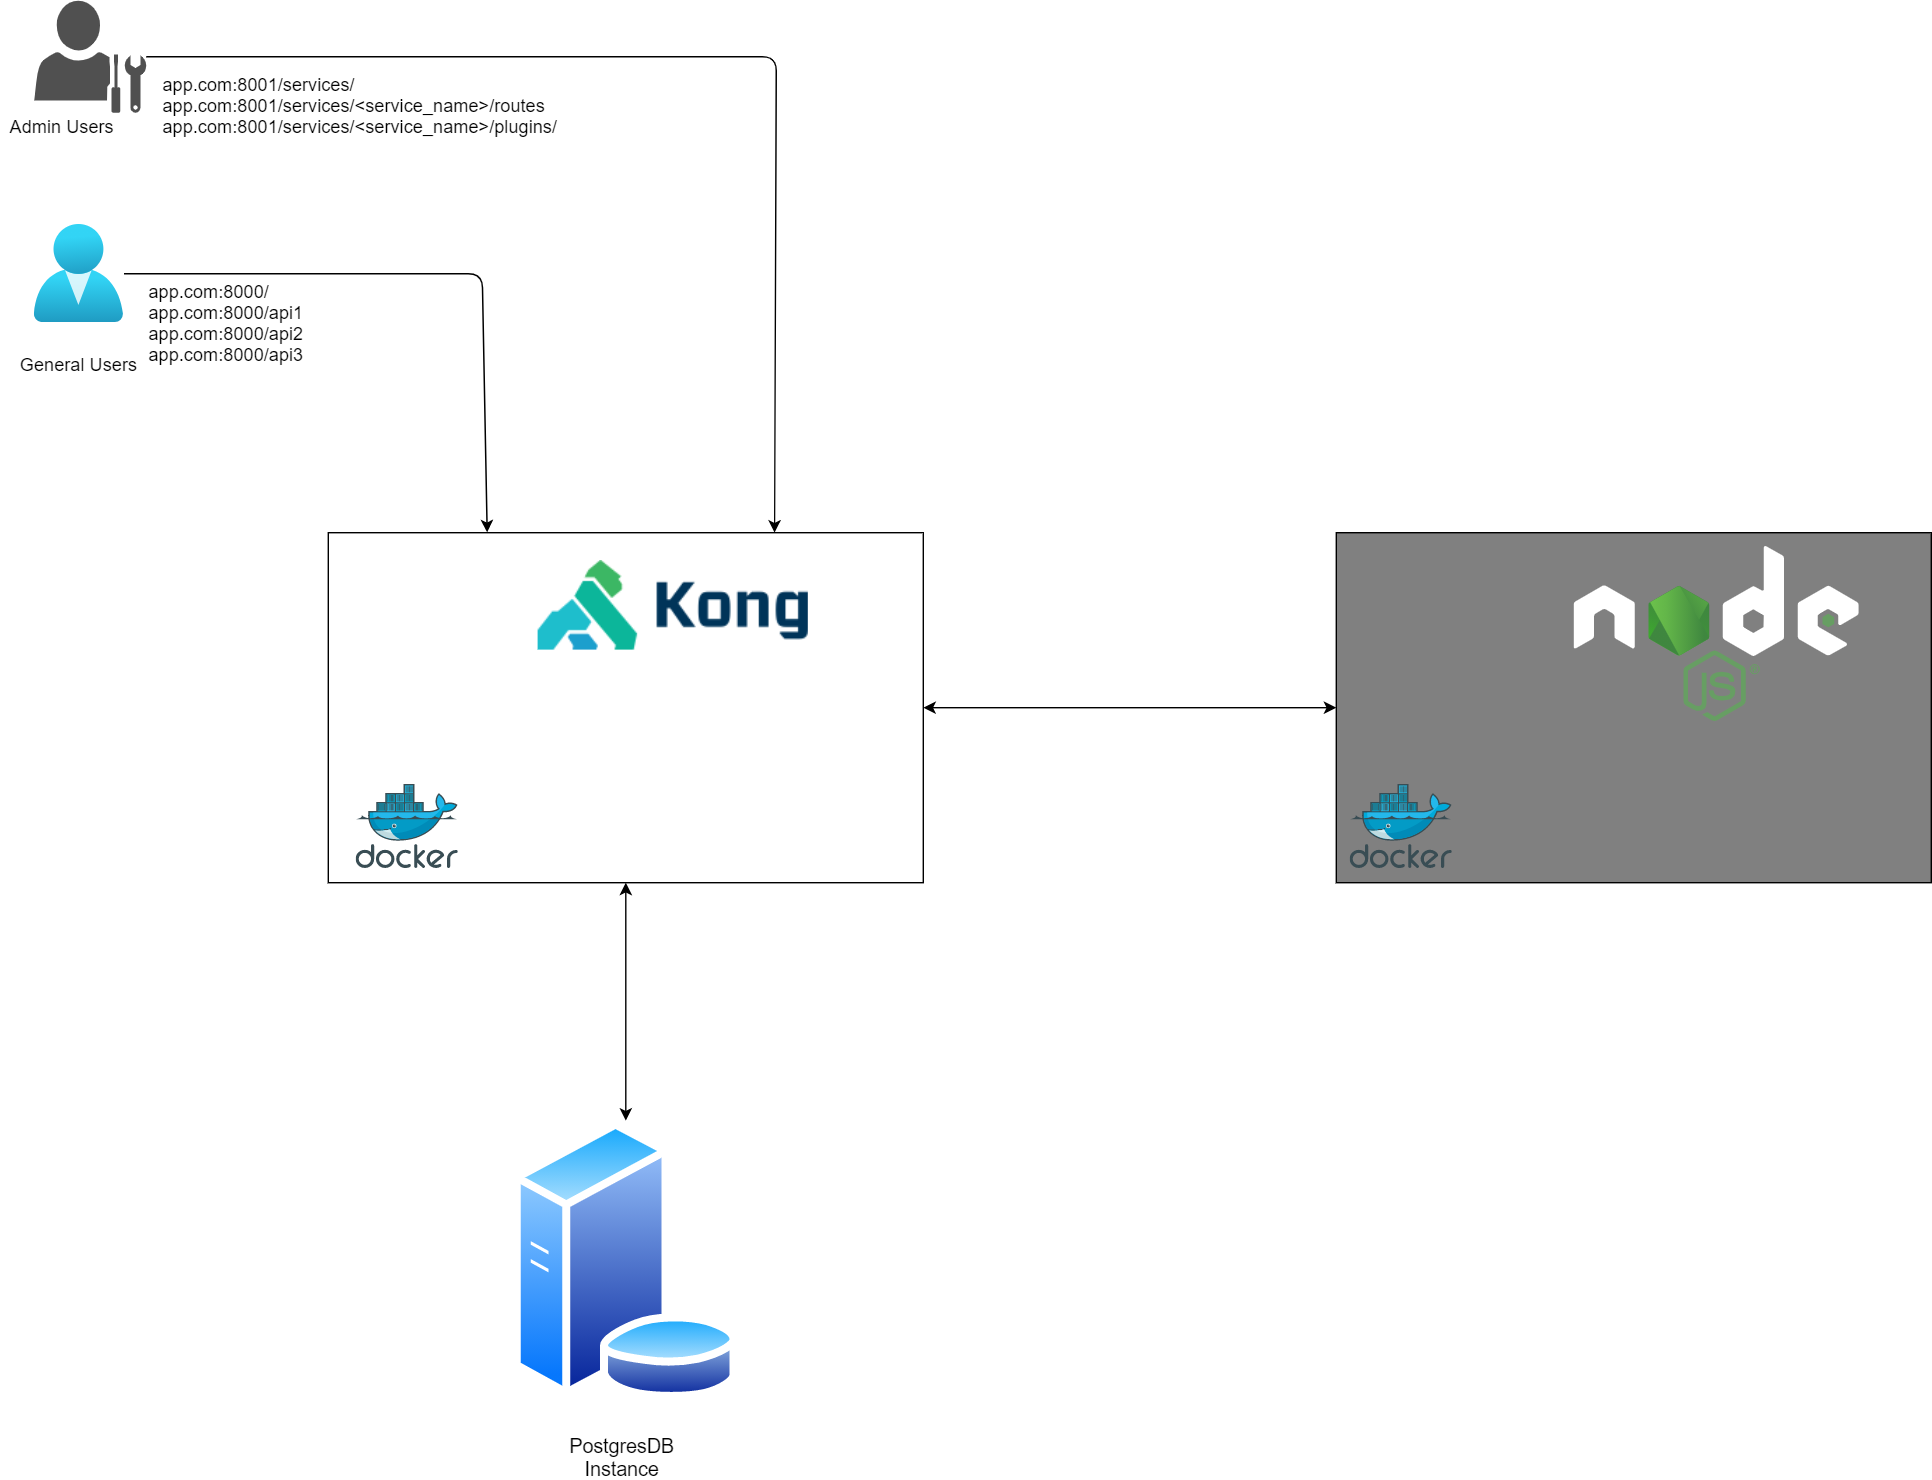 app.com:8001/services/
app.com:8001/services/<service_name>/routes
app.com:8001/services/<service_name>/plugins/
Admin Users
app.com:8000/
app.com:8000/api1
app.com:8000/api2
app.com:8000/api3
General Users
Kong
node
JS
docker
docker
PostgresDB
Instance